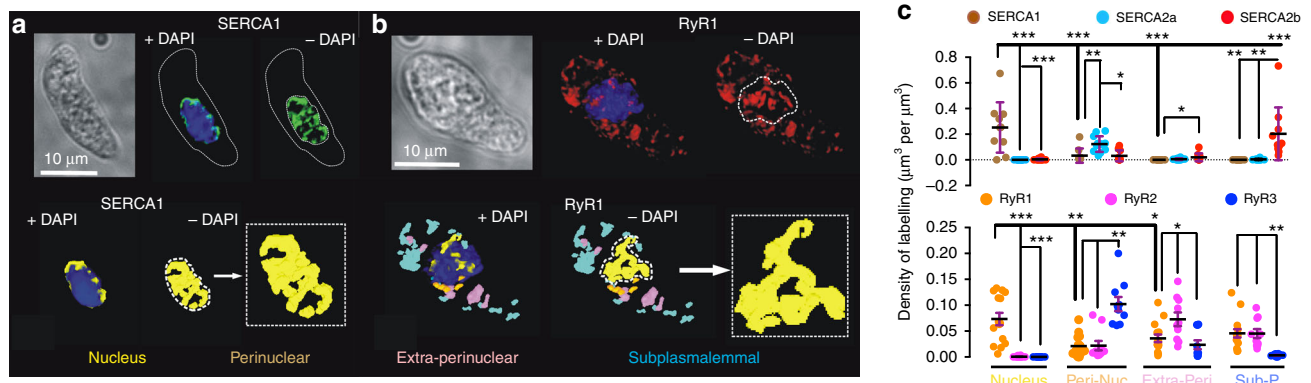 a
SERCA1
+ DAPI
– DAPI
10 μm
SERCA1
+ DAPI
– DAPI
b
RyR1
+ DAPI
– DAPI
10 μm
RyR1
+ DAPI
– DAPI
Nucleus
Perinuclear
Extra-perinuclear
Subplasmalemmal
c
SERCA1 SERCA2a SERCA2b
*** *** *** ***
*** ** * * ** **
0.8
0.6
0.4
0.2
0.0
–0.2
Density of labelling (μm³ per μm³)
RyR1 RyR2 RyR3
*** ** *
*** ** * **
0.25
0.20
0.15
0.10
0.05
0.00
Nucleus Peri-Nuc Extra-Peri Sub-P